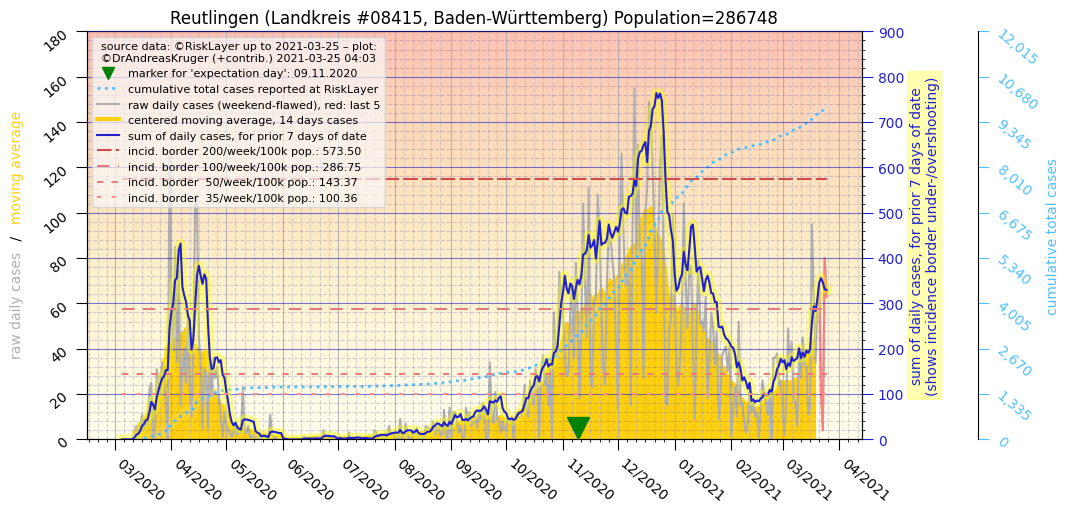 Reutlingen (Landkreis #08415, Baden-Württemberg) Population=286748
source data: ©RiskLayer up to 2021-03-25 – plot:
©DrAndreasKruger (+contrib.) 2021-03-25 04:03
marker for 'expectation day': 09.11.2020
cumulative total cases reported at RiskLayer
raw daily cases (weekend-flawed), red: last 5
centered moving average, 14 days cases
sum of daily cases, for prior 7 days of date
incid. border 200/week/100k pop.: 573.50
incid. border 100/week/100k pop.: 286.75
incid. border  50/week/100k pop.: 143.37
incid. border  35/week/100k pop.: 100.36
raw daily cases / moving average
180
160
140
120
100
80
60
40
20
0
03/2020
04/2020
05/2020
06/2020
07/2020
08/2020
09/2020
10/2020
11/2020
12/2020
01/2021
02/2021
03/2021
04/2021
900
800
700
600
500
400
300
200
100
0
sum of daily cases, for prior 7 days of date
(shows incidence border under-/overshooting)
12,015
10,680
9,345
8,010
6,675
5,340
4,005
2,670
1,335
0
cumulative total cases